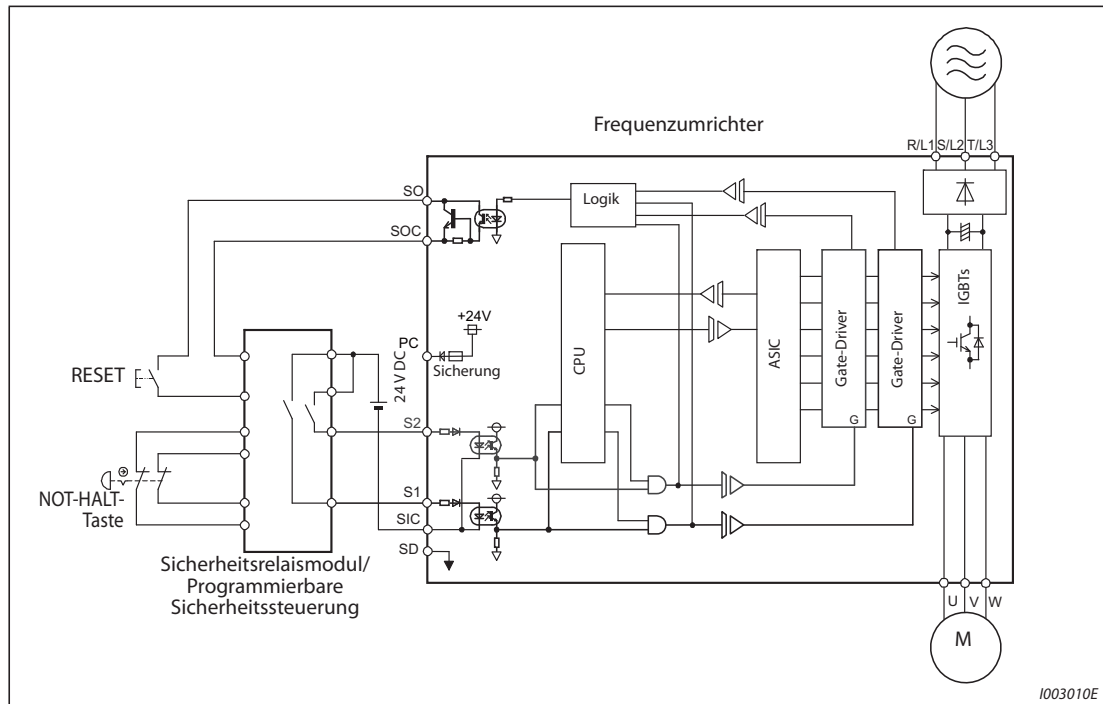 Frequenzumrichter
R/L1 S/L2 T/L3
SO
Logik
SOC
+24V
PC
Sicherung
24 V DC
CPU
ASIC
Gate-Driver
Gate-Driver
IGBTs
RESET
S2
G
G
NOT-HALT-
Taste
S1
SIC
SD
Sicherheitsrelaismodul/
Programmierbare
Sicherheitssteuerung
U V W
M
I003010E